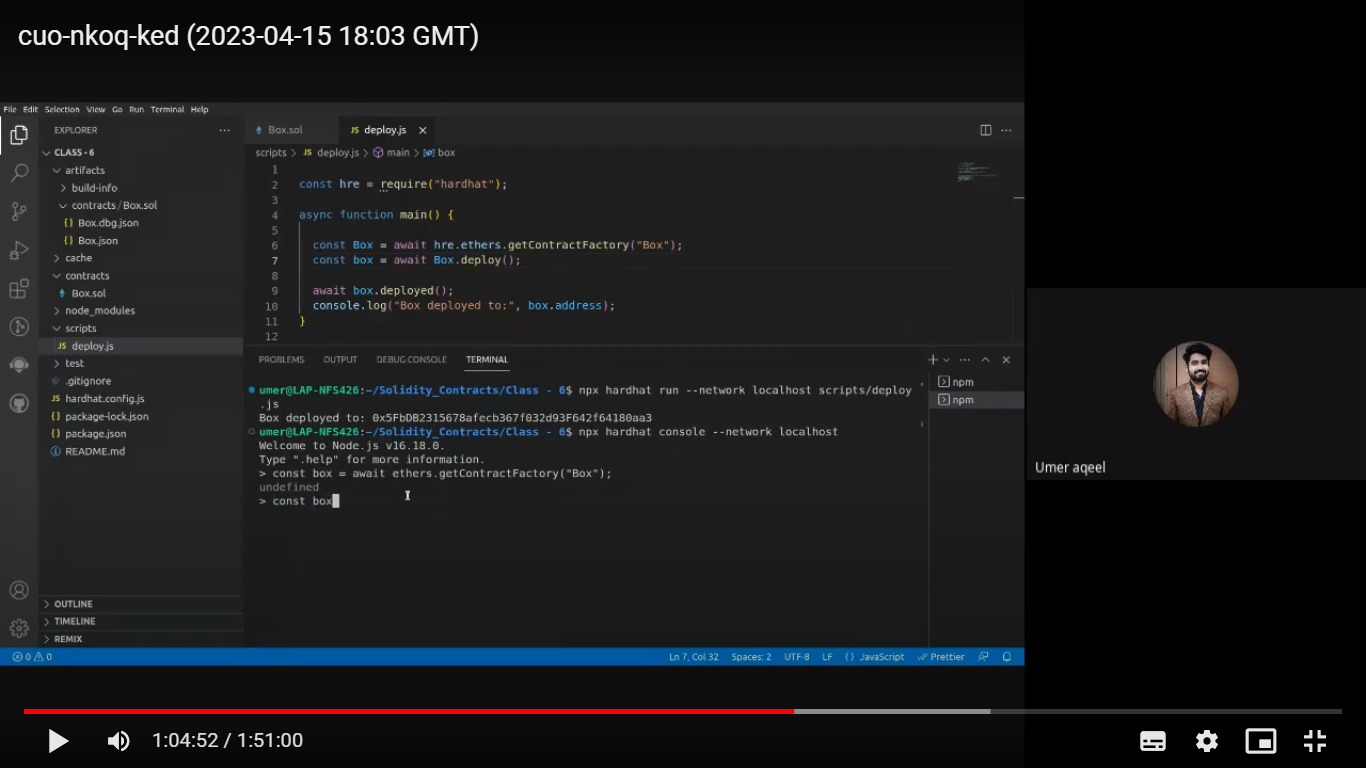 cuo-nkoq-ked (2023-04-15 18:03 GMT)
File Edit Selection View Go Run Terminal Help
EXPLORER
CLASS - 6
artifacts
build-info
contracts / Box.sol
{} Box.dbg.json
{} Box.json
cache
contracts
Box.sol
node_modules
scripts
JS deploy.js
test
.gitignore
JS hardhat.config.js
{} package-lock.json
{} package.json
README.md
OUTLINE
TIMELINE
REMIX
Box.sol
JS deploy.js
scripts > JS deploy.js > main > box
1
2 const hre = require("hardhat");
3
4 async function main() {
5
6 const Box = await hre.ethers.getContractFactory("Box");
7 const box = await Box.deploy();
8
9 await box.deployed();
10 console.log("Box deployed to:", box.address);
11 }
12
PROBLEMS OUTPUT DEBUG CONSOLE TERMINAL
umer@LAP-NFS426:~/Solidity_Contracts/Class - 6$ npx hardhat run --network localhost scripts/deploy
.js
Box deployed to: 0x5FbDB2315678afecb367f032d93F642f64180aa3
umer@LAP-NFS426:~/Solidity_Contracts/Class - 6$ npx hardhat console --network localhost
Welcome to Node.js v16.18.0.
Type ".help" for more information.
> const box = await ethers.getContractFactory("Box");
undefined
> const box
npm
npm
0 0
Ln 7, Col 32 Spaces: 2 UTF-8 LF {} JavaScript Prettier
Umer aqeel
1:04:52 / 1:51:00